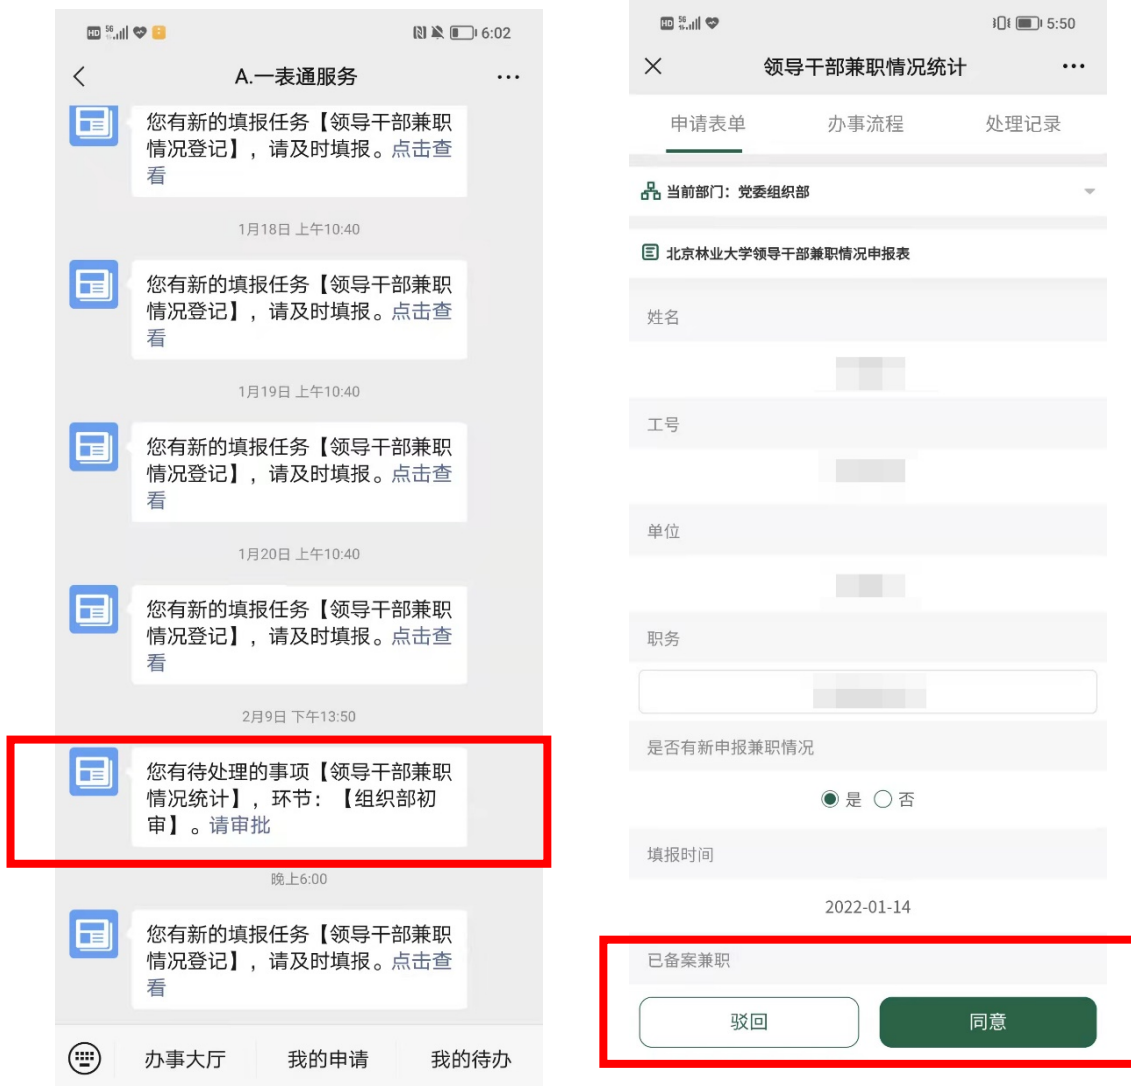 HD 5G 6:02
A.一表通服务
您有新的填报任务【领导干部兼职
情况登记】，请及时填报。点击查
看
1月18日 上午10:40
您有新的填报任务【领导干部兼职
情况登记】，请及时填报。点击查
看
1月19日 上午10:40
您有新的填报任务【领导干部兼职
情况登记】，请及时填报。点击查
看
1月20日 上午10:40
您有新的填报任务【领导干部兼职
情况登记】，请及时填报。点击查
看
2月9日 下午13:50
您有待处理的事项【领导干部兼职
情况统计】，环节：【组织部初
审】。请审批
晚上6:00
您有新的填报任务【领导干部兼职
情况登记】，请及时填报。点击查
看
办事大厅 我的申请 我的待办
HD 5G 5:50
领导干部兼职情况统计
申请表单 办事流程 处理记录
当前部门：党委组织部
北京林业大学领导干部兼职情况申报表
姓名
工号
单位
职务
是否有新申报兼职情况
是 否
填报时间
2022-01-14
已备案兼职
驳回 同意